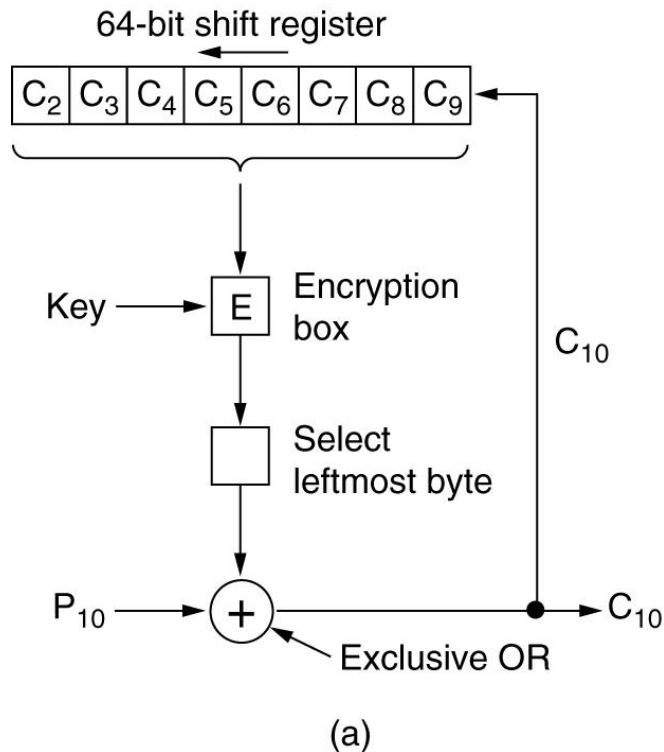 64-bit shift register
C₂ C₃ C₄ C₅ C₆ C₇ C₈ C₉
Key
E
Encryption
box
C₁₀
Select
leftmost byte
P₁₀
+
C₁₀
Exclusive OR
(a)